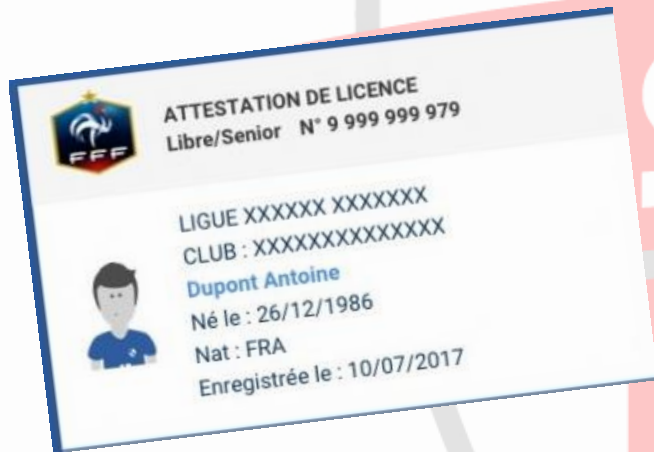 FFF
ATTESTATION DE LICENCE
Libre/Senior N° 9 999 999 979
LIGUE XXXXXX XXXXXXX
CLUB : XXXXXXXXXXXXXX
Dupont Antoine
Né le : 26/12/1986
Nat : FRA
Enregistrée le : 10/07/2017